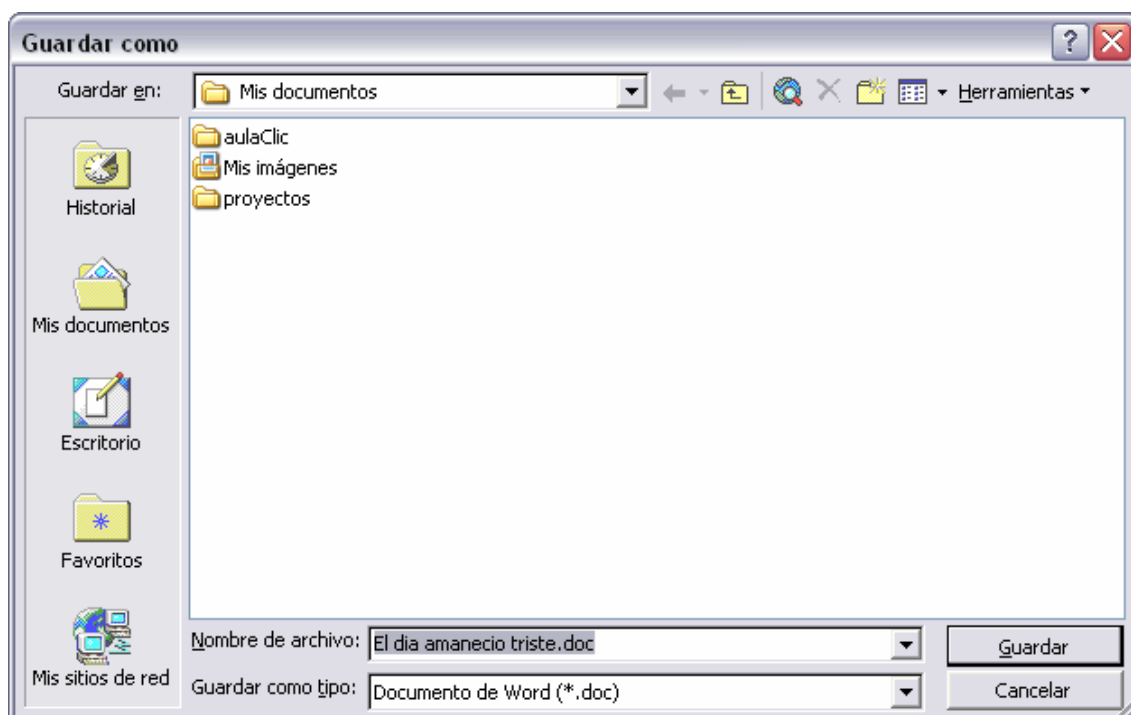 Guardar como
Guardar en: Mis documentos Herramientas
aulaClic
Mis imágenes
proyectos
Historial
Mis documentos
Escritorio
Favoritos
Mis sitios de red
Nombre de archivo: El dia amanecio triste.doc Guardar
Guardar como tipo: Documento de Word (*.doc) Cancelar